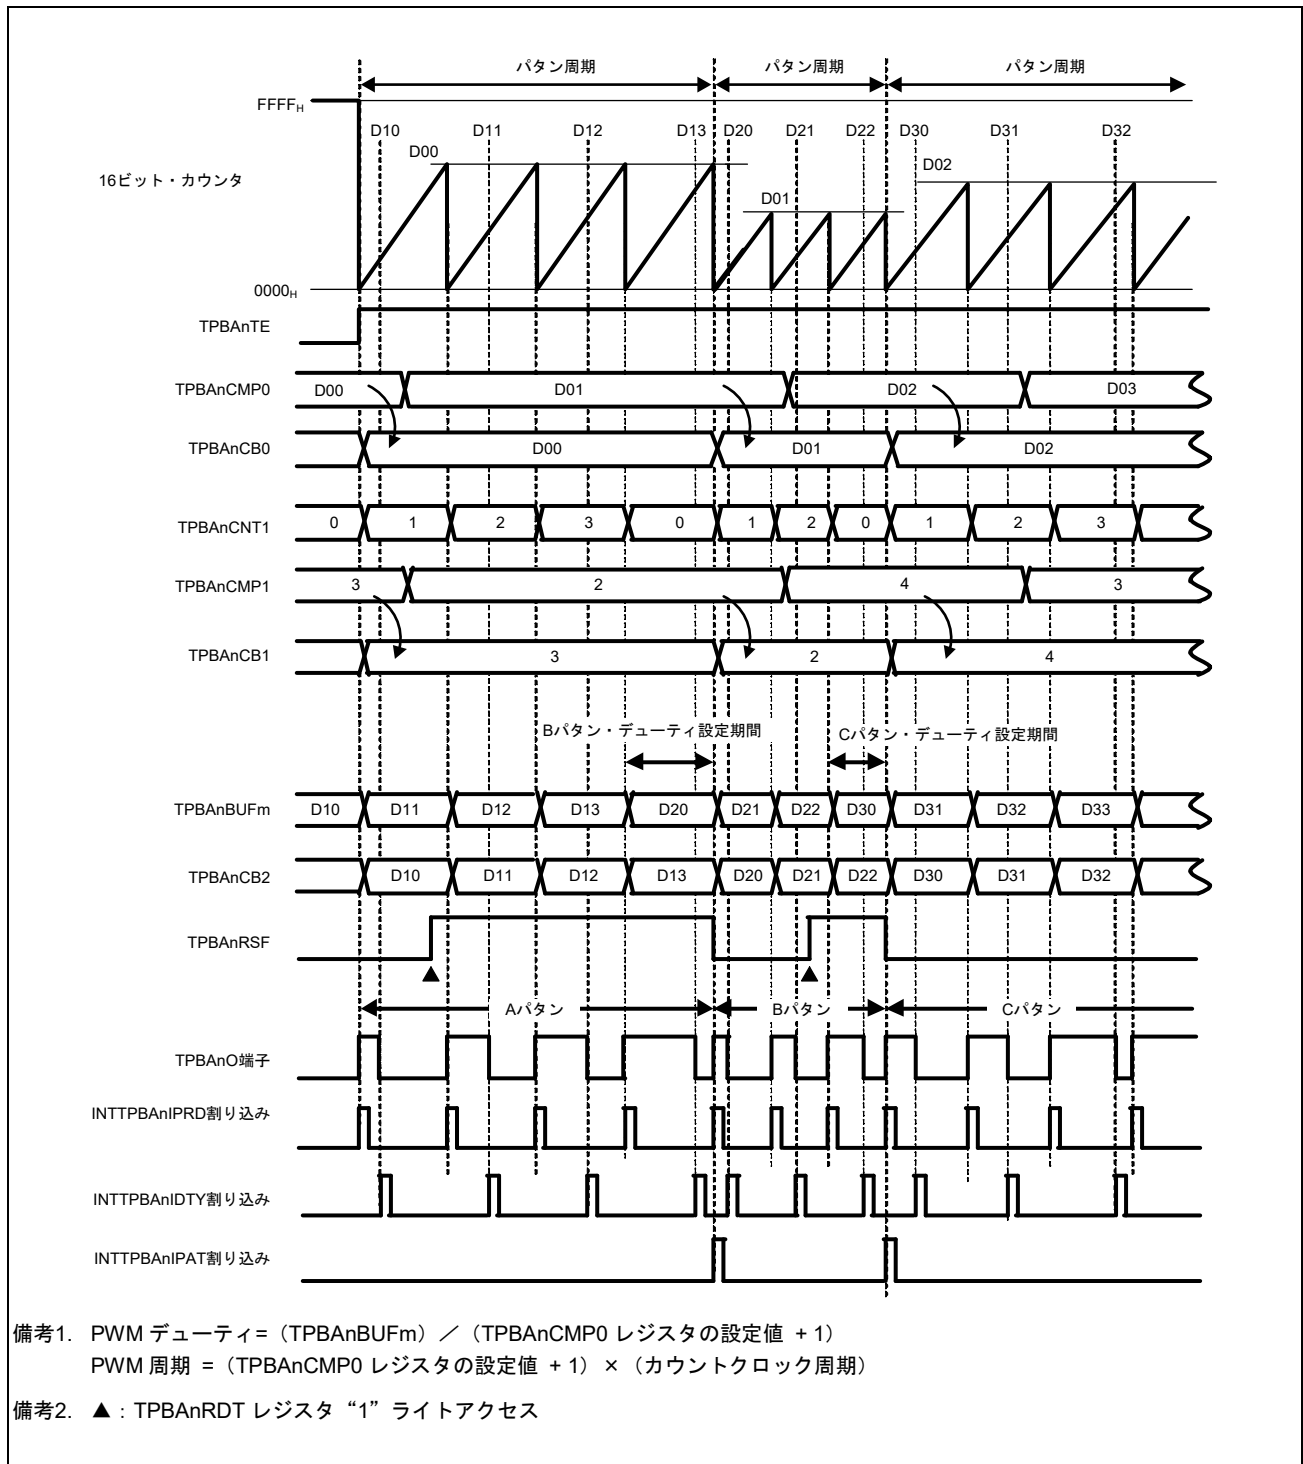 パタン周期 パタン周期 パタン周期
FFFFH
D10 D11 D12 D13 D20 D21 D22 D30 D31 D32
D00 D02
16ビット・カウンタ
D01
0000H
TPBAnTE
TPBAnCMP0 D00 D01 D02 D03
TPBAnCB0 D00 D01 D02
TPBAnCNT1 0 1 2 3 0 1 2 0 1 2 3
TPBAnCMP1 3 2 4 3
TPBAnCB1 3 2 4
Bパタン・デューティ設定期間 Cパタン・デューティ設定期間
TPBAnBUFm D10 D11 D12 D13 D20 D21 D22 D30 D31 D32 D33
TPBAnCB2 D10 D11 D12 D13 D20 D21 D22 D30 D31 D32
TPBAnRSF
Aパタン Bパタン Cパタン
TPBAnO端子
INTTPBAnIPRD割り込み
INTTPBAnIDTY割り込み
INTTPBAnIPAT割り込み
備考1. PWM デューティ=（TPBAnBUFm）／（TPBAnCMP0 レジスタの設定値 + 1）
PWM 周期 =（TPBAnCMP0 レジスタの設定値 + 1）×（カウントクロック周期）
備考2. ▲：TPBAnRDT レジスタ“1”ライトアクセス